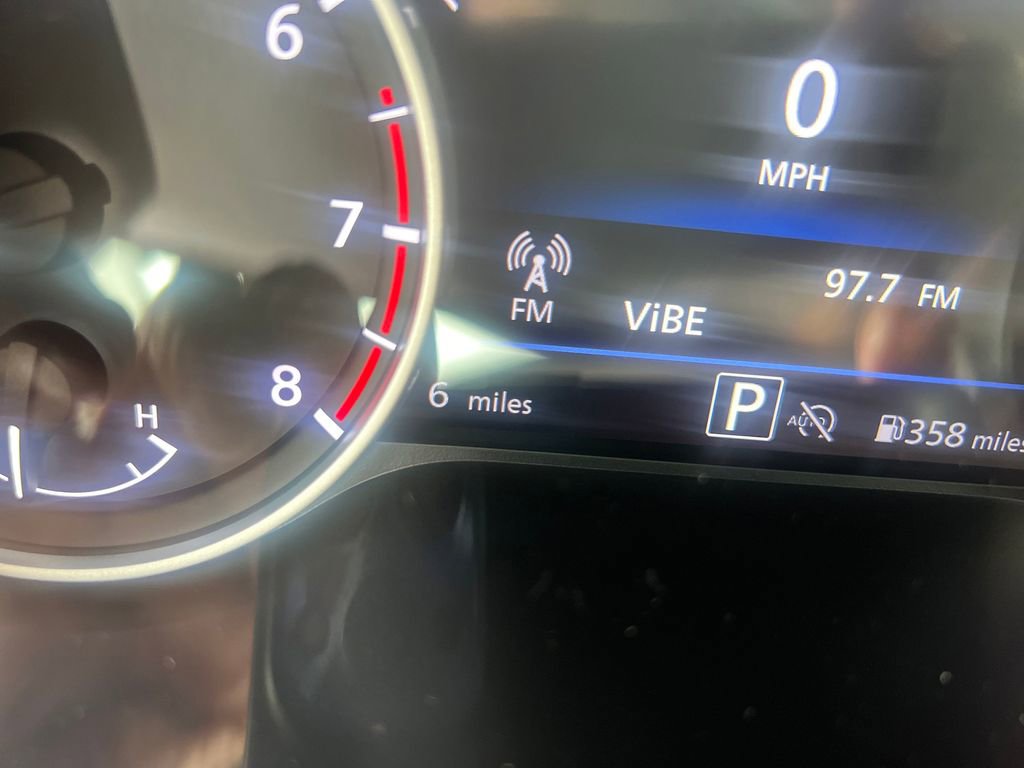 6
7
8
H
0
MPH
97.7 FM
FM
ViBE
6 miles
P
AUTO
358 miles